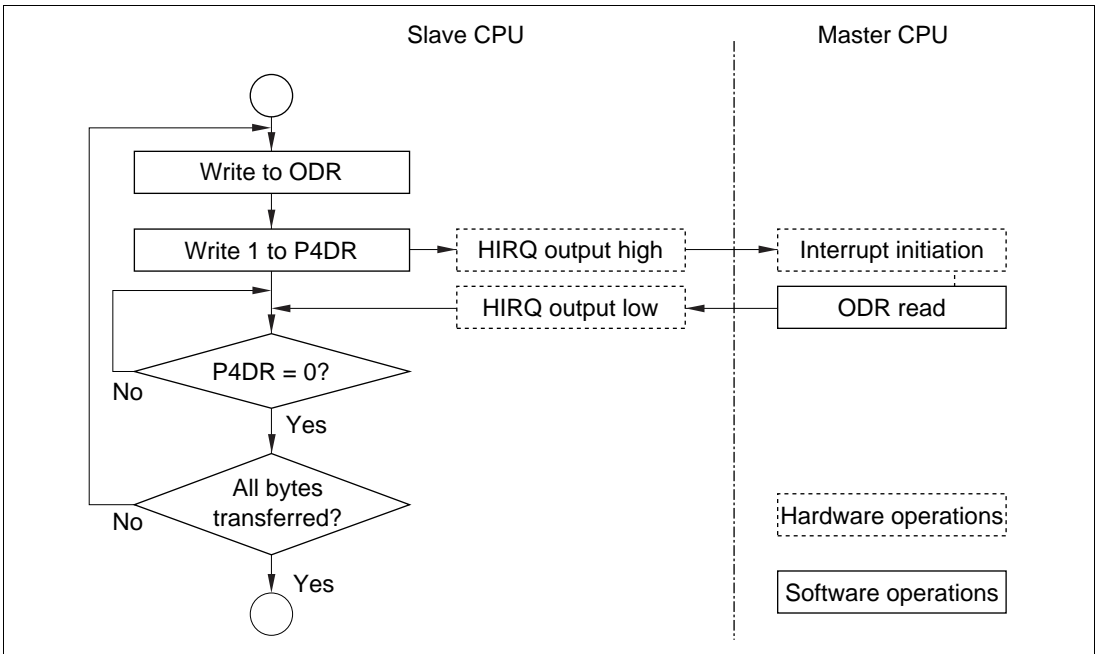 Slave CPU
Master CPU
Write to ODR
Write 1 to P4DR
HIRQ output high
Interrupt initiation
HIRQ output low
ODR read
P4DR = 0?
No
Yes
All bytes
transferred?
No
Yes
Hardware operations
Software operations